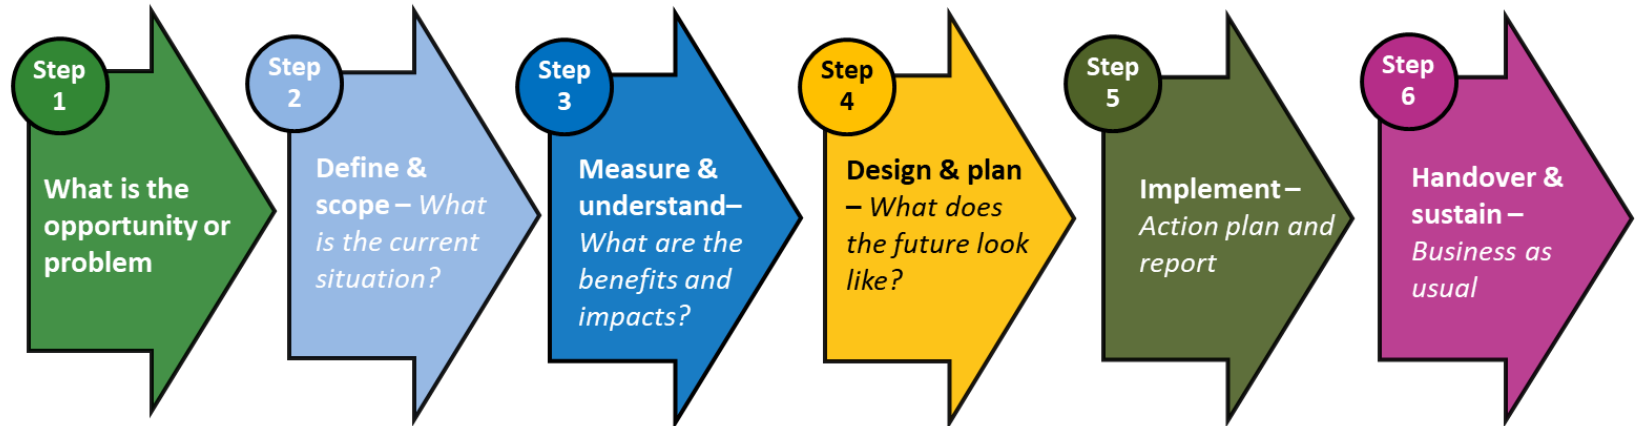 Step
1
What is the
opportunity or
problem
Step
2
Define &
scope – What
is the current
situation?
Step
3
Measure &
understand–
What are the
benefits and
impacts?
Step
4
Design & plan
– What does
the future look
like?
Step
5
Implement –
Action plan and
report
Step
6
Handover &
sustain –
Business as
usual